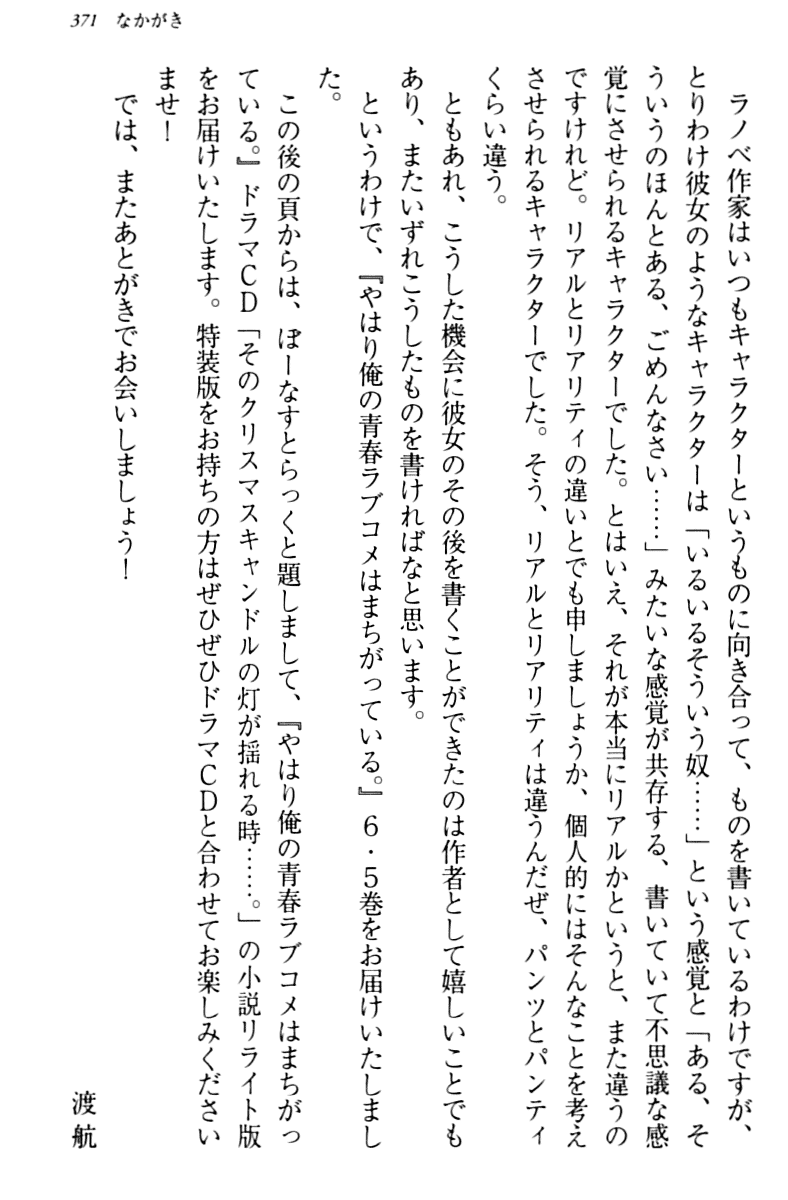 371 なかがき
　ラノベ作家はいつもキャラクターというものに向き合って、ものを書いているわけですが、
とりわけ彼女のようなキャラクターは「いるいるそういう奴……」という感覚と「ある、そ
ういうのほんとある、ごめんなさい……」みたいな感覚が共存する、書いていて不思議な感
覚にさせられるキャラクターでした。とはいえ、それが本当にリアルかというと、また違うの
ですけれど。リアルとリアリティの違いとでも申しましょうか、個人的にはそんなことを考え
させられるキャラクターでした。そう、リアルとリアリティは違うんだぜ、パンツとパンティ
くらい違う。
　ともあれ、こうした機会に彼女のその後を書くことができたのは作者として嬉しいことでも
あり、またいずれこうしたものを書ければなと思います。
　というわけで、『やはり俺の青春ラブコメはまちがっている。』６・５巻をお届けいたしまし
た。
　この後の頁からは、ぼーなすとらっくと題しまして、『やはり俺の青春ラブコメはまちがっ
ている。』ドラマＣＤ「そのクリスマスキャンドルの灯が揺れる時……。」の小説リライト版
をお届けいたします。特装版をお持ちの方はぜひぜひドラマＣＤと合わせてお楽しみください
ませ！
　では、またあとがきでお会いしましょう！
渡 航